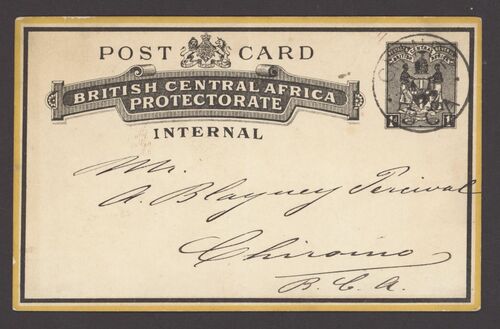 POST CARD
BRITISH CENTRAL AFRICA
PROTECTORATE
INTERNAL
Mr.
A. Blayney Percival
Chiromo
B. C. A.